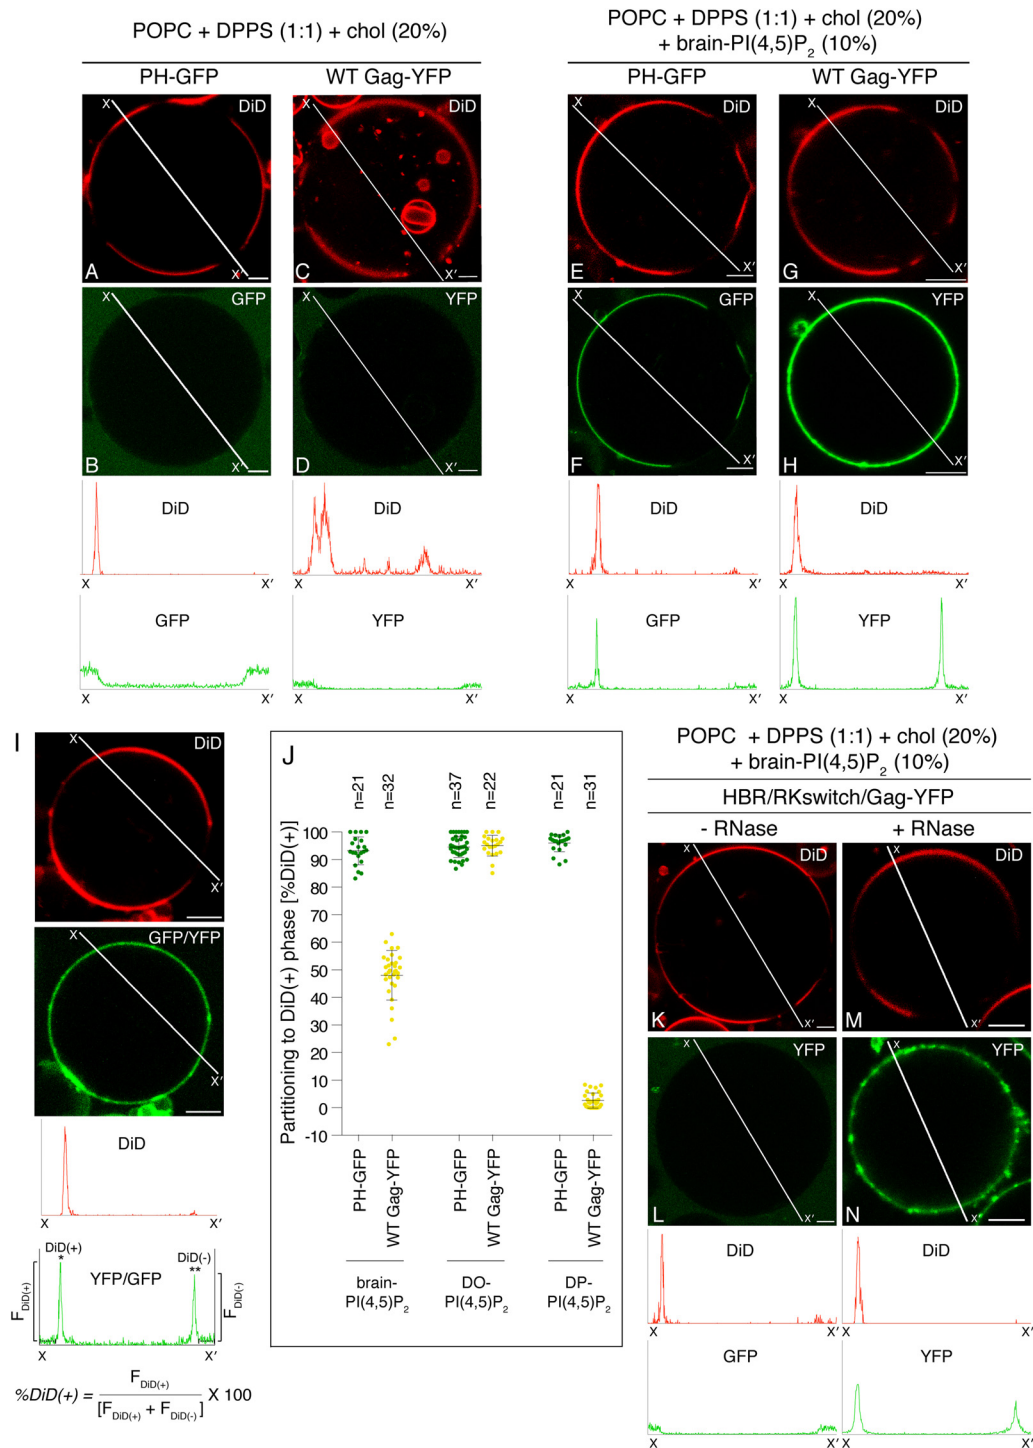 POPC + DPPS (1:1) + chol (20%)
POPC + DPPS (1:1) + chol (20%)
+ brain-PI(4,5)P2 (10%)
PH-GFP
WT Gag-YFP
PH-GFP
WT Gag-YFP
X DiD A X'
X DiD C X'
X DiD E X'
X DiD G X'
X GFP B X'
X YFP D X'
X GFP F X'
X YFP H X'
DiD
X X'
DiD
X X'
DiD
X X'
DiD
X X'
GFP
X X'
YFP
X X'
GFP
X X'
YFP
X X'
I
X DiD X'
X GFP/YFP X'
DiD
X X'
DiD(+)
*
YFP/GFP
DiD(-)
**
FDiD(+)
FDiD(-)
X X'
%DiD(+) = FDiD(+) / [FDiD(+) + FDiD(-)] X 100
J
n=21
n=32
n=37
n=22
n=21
n=31
Partitioning to DiD(+) phase [%DiD(+)]
100
90
80
70
60
50
40
30
20
10
0
-10
PH-GFP
WT Gag-YFP
PH-GFP
WT Gag-YFP
PH-GFP
WT Gag-YFP
brain-
PI(4,5)P2
DO-
PI(4,5)P2
DP-
PI(4,5)P2
POPC + DPPS (1:1) + chol (20%)
+ brain-PI(4,5)P2 (10%)
HBR/RKswitch/Gag-YFP
- RNase
+ RNase
X DiD K X'
X DiD M X'
X YFP L X'
X YFP N X'
DiD
X X'
DiD
X X'
GFP
X X'
YFP
X X'